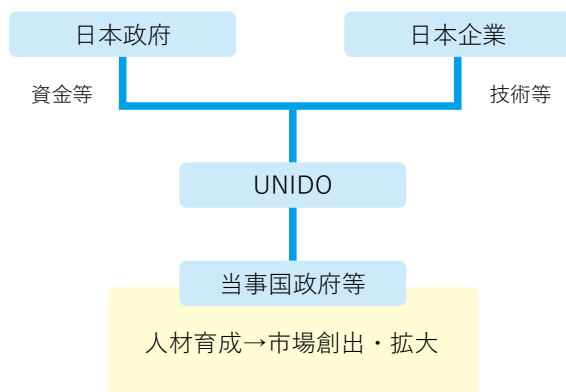 日本政府
日本企業
資金等
技術等
UNIDO
当事国政府等
人材育成→市場創出・拡大